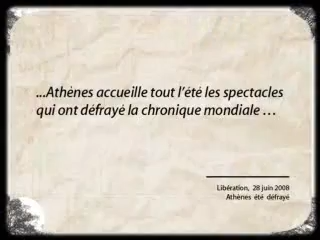 ...Athènes accueille tout l'été les spectacles
qui ont défrayé la chronique mondiale ...
Libération, 28 juin 2008
Athènes été défrayé